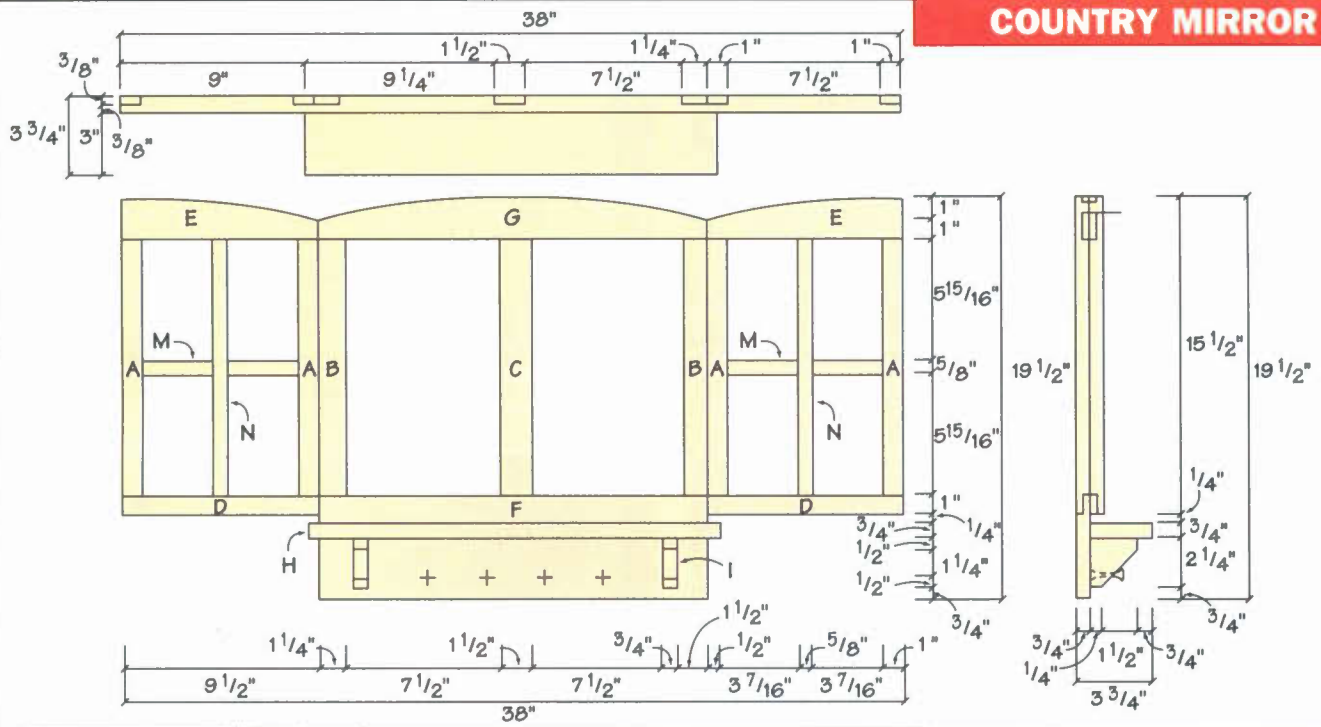 COUNTRY MIRROR
38"
1 1/2" 1 1/4" 1" 1"
3/8" 9" 9 1/4" 7 1/2" 7 1/2"
3 3/4" 3" 3/8"
E G E
1"
1"
5 15/16"
M M 15 1/2"
A A B C B A A 5/8" 19 1/2" 19 1/2"
N N
5 15/16"
1/4"
D F D 1"
H 3/4" 1/4" 3/4"
1/2" 2 1/4"
I 1 1/4"
1/2"
3/4" 3/4"
1 1/4" 1 1/2" 3/4" 1 1/2" 1/2" 5/8" 1" 3/4" 1/4" 1 1/2" 3/4"
9 1/2" 7 1/2" 7 1/2" 3 7/16" 3 7/16" 3 3/4"
38"